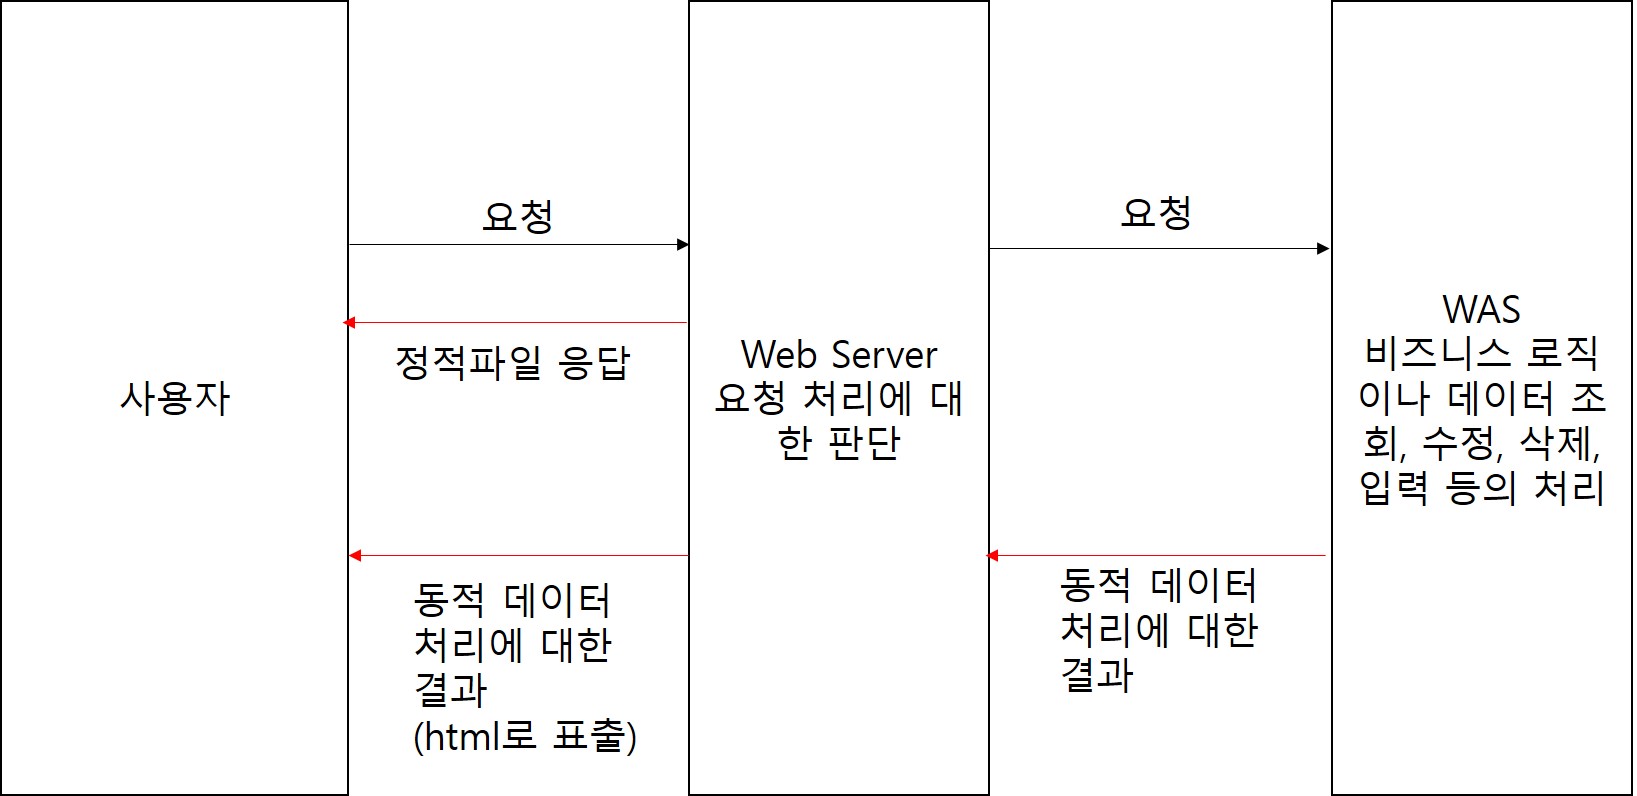 사용자
요청
정적파일 응답
동적 데이터
처리에 대한
결과
(html로 표출)
Web Server
요청 처리에 대
한 판단
요청
동적 데이터
처리에 대한
결과
WAS
비즈니스 로직
이나 데이터 조
회, 수정, 삭제,
입력 등의 처리